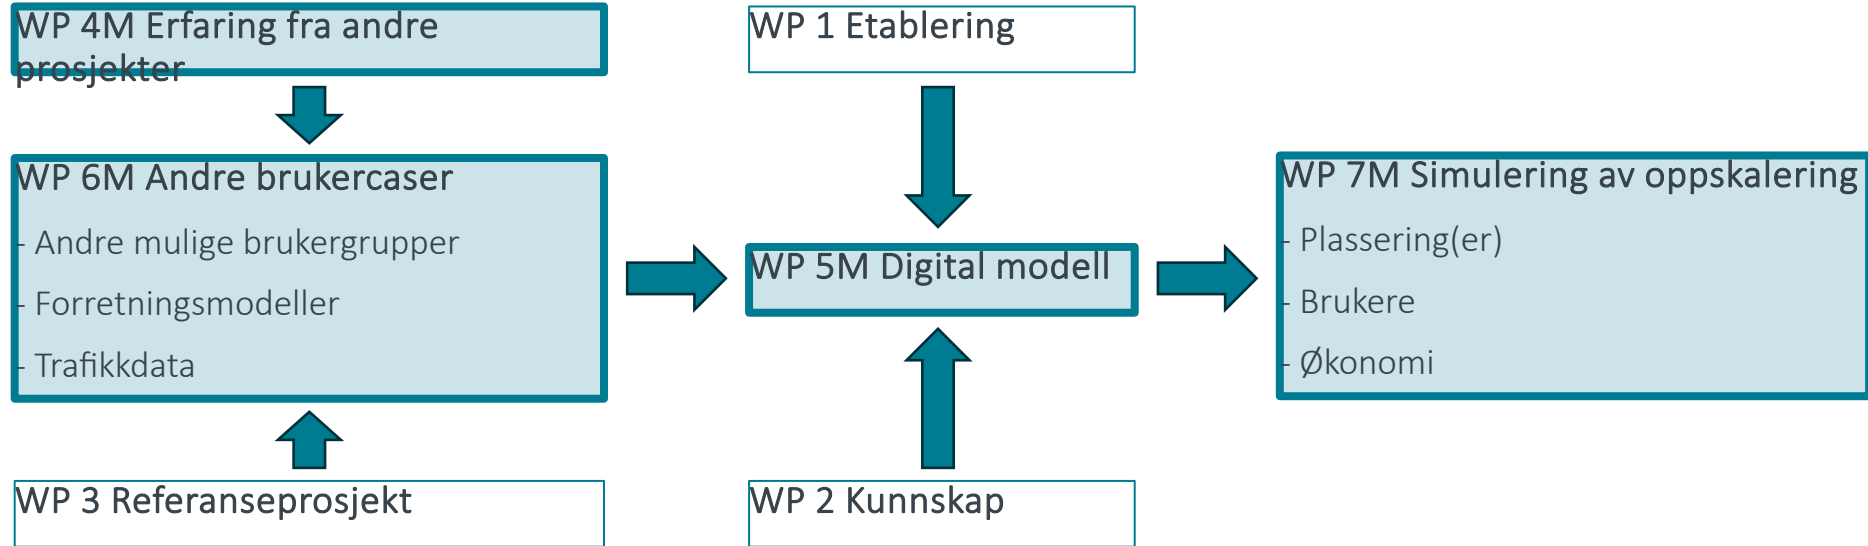 WP 4M Erfaring fra andre
prosjekter
WP 1 Etablering
WP 6M Andre brukercaser
- Andre mulige brukergrupper
- Forretningsmodeller
- Trafikkdata
WP 5M Digital modell
WP 7M Simulering av oppskalering
- Plassering(er)
- Brukere
- Økonomi
WP 3 Referanseprosjekt
WP 2 Kunnskap